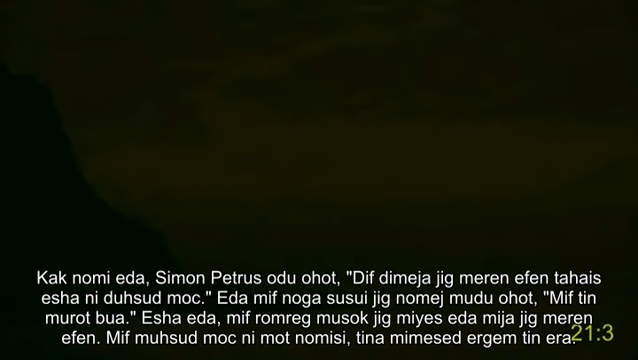 Kak nomi eda, Simon Petrus odu ohot, "Dif dimeja jig meren efen tahais
esha ni duhsud moc." Eda mif noga susui jig nomej mudu ohot, "Mif tin
murot bua." Esha eda, mif romreg musok jig miyes eda mija jig meren
efen. Mif muhsud moc ni mot nomisi, tina mimesed ergem tin era.
21:3